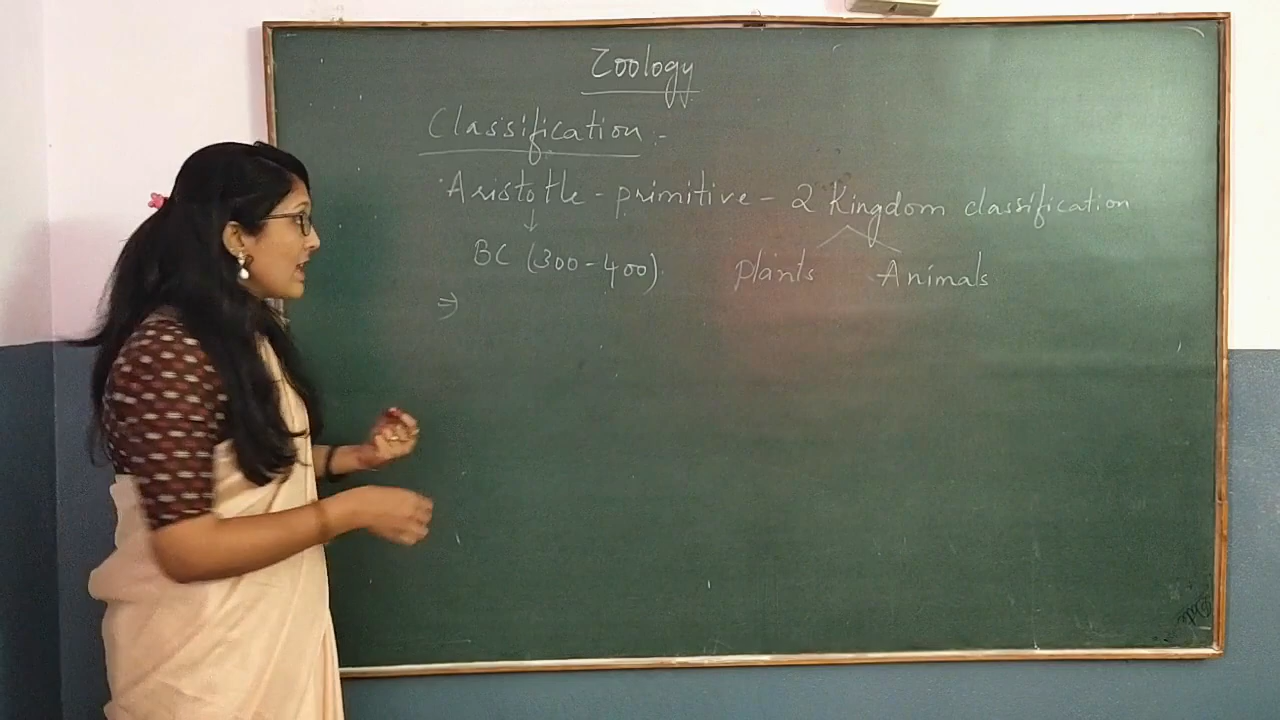 Zoology
Classification :-
Aristotle - primitive - 2 Kingdom classification
BC (300-400). plants Animals